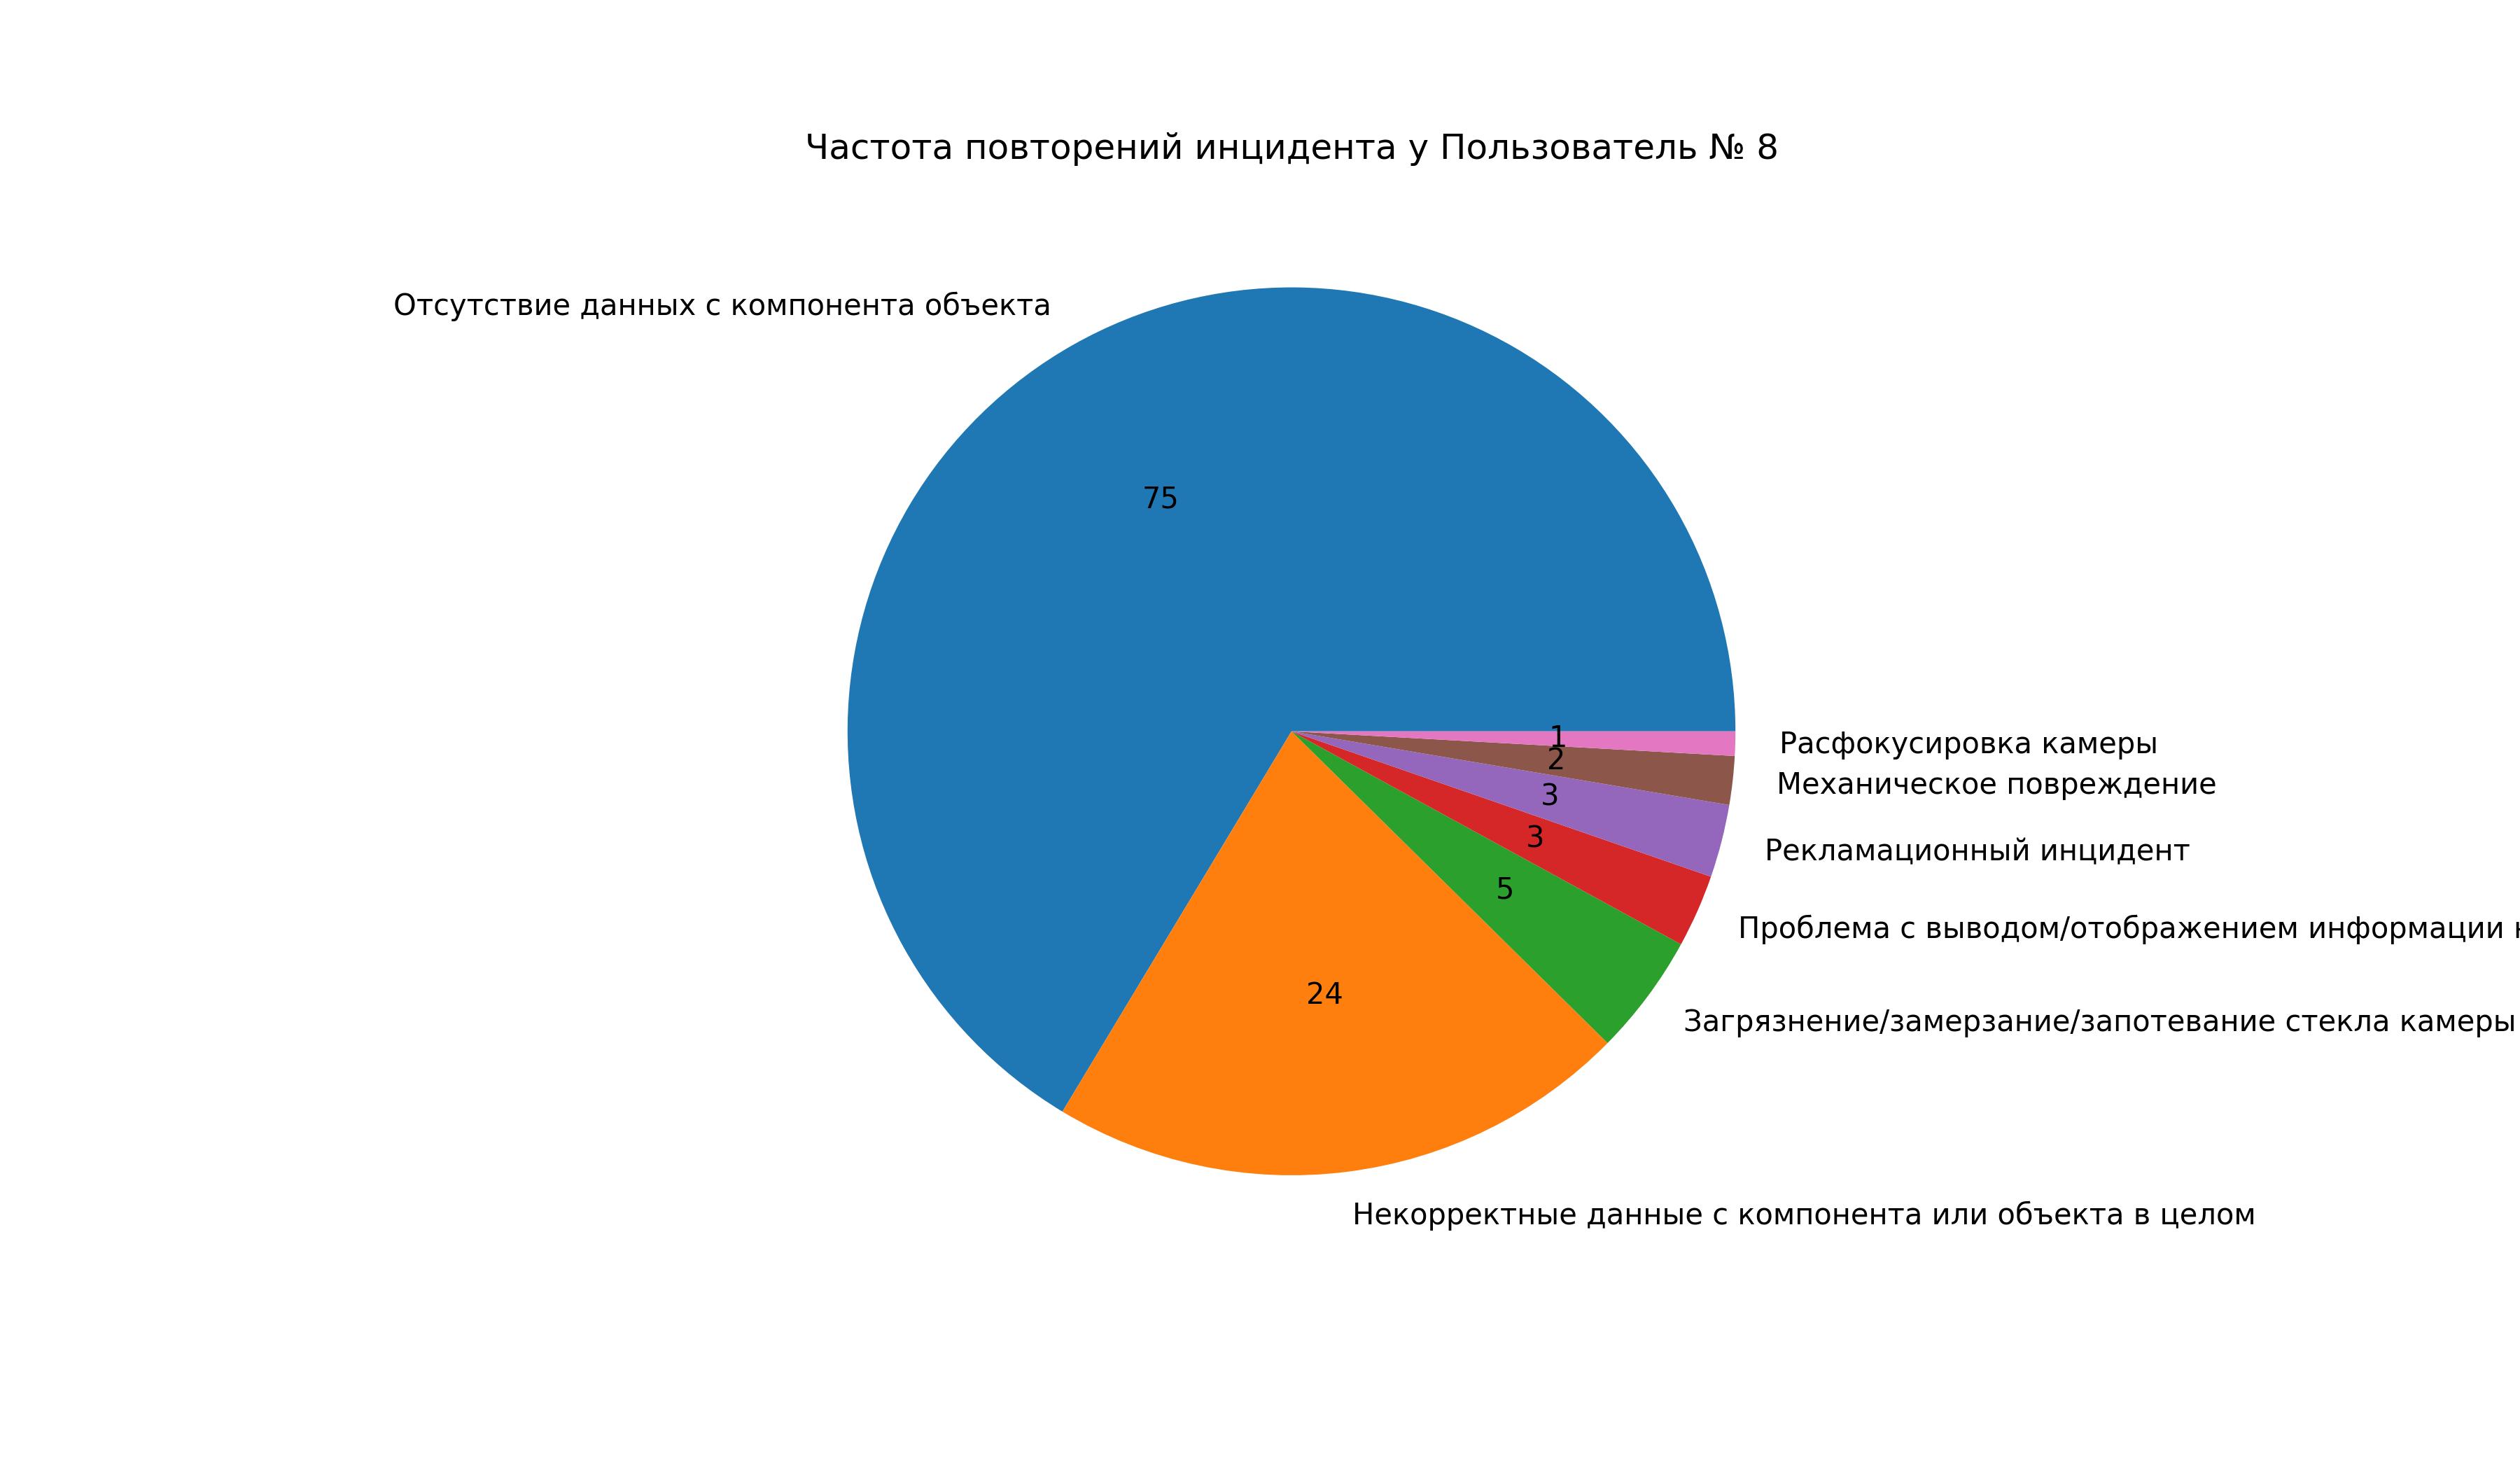 Частота повторений инцидента у Пользователь № 8
Отсутствие данных с компонента объекта
75
1
Расфокусировка камеры
2
Механическое повреждение
3
Рекламационный инцидент
3
Проблема с выводом/отображением информации
5
Загрязнение/замерзание/запотевание стекла камеры
24
Некорректные данные с компонента или объекта в целом